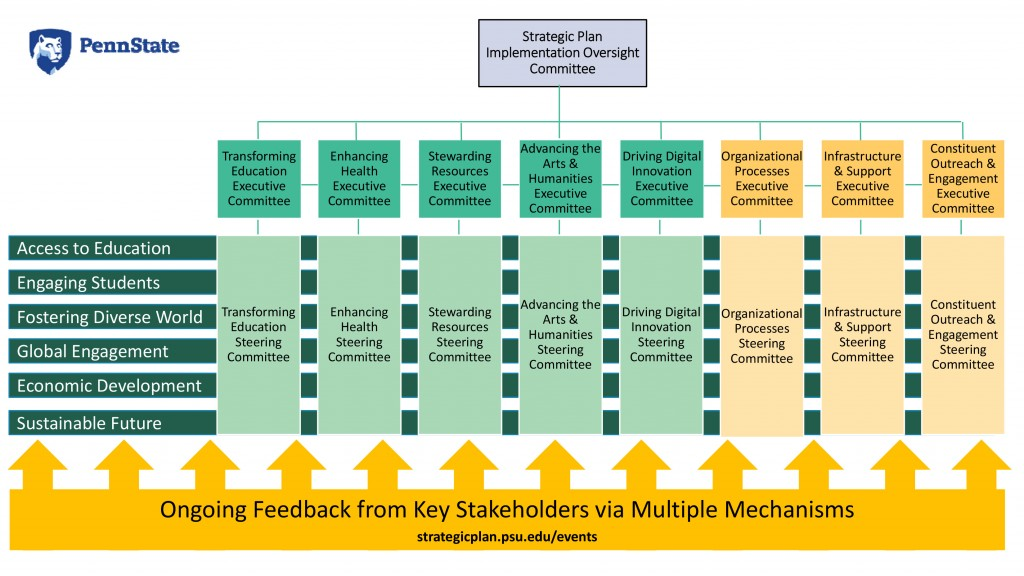 PennState
Strategic Plan
Implementation Oversight
Committee
Transforming
Education
Executive
Committee
Enhancing
Health
Executive
Committee
Stewarding
Resources
Executive
Committee
Advancing the
Arts &
Humanities
Executive
Committee
Driving Digital
Innovation
Executive
Committee
Organizational
Processes
Executive
Committee
Infrastructure
& Support
Executive
Committee
Constituent
Outreach &
Engagement
Executive
Committee
Access to Education
Engaging Students
Fostering Diverse World
Global Engagement
Economic Development
Sustainable Future
Transforming
Education
Steering
Committee
Enhancing
Health
Steering
Committee
Stewarding
Resources
Steering
Committee
Advancing the
Arts &
Humanities
Steering
Committee
Driving Digital
Innovation
Steering
Committee
Organizational
Processes
Steering
Committee
Infrastructure
& Support
Steering
Committee
Constituent
Outreach &
Engagement
Steering
Committee
Ongoing Feedback from Key Stakeholders via Multiple Mechanisms
strategicplan.psu.edu/events